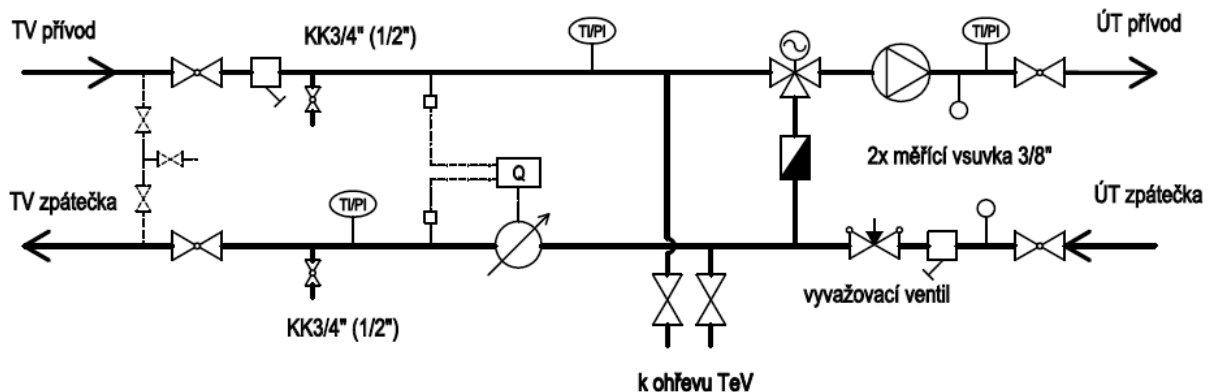 TV přívod
KK3/4" (1/2")
TI/PI
TI/PI
ÚT přívod
2x měřící vsuvka 3/8"
Q
TV zpátečka
TI/PI
ÚT zpátečka
vyvažovací ventil
KK3/4" (1/2")
k ohřevu TeV